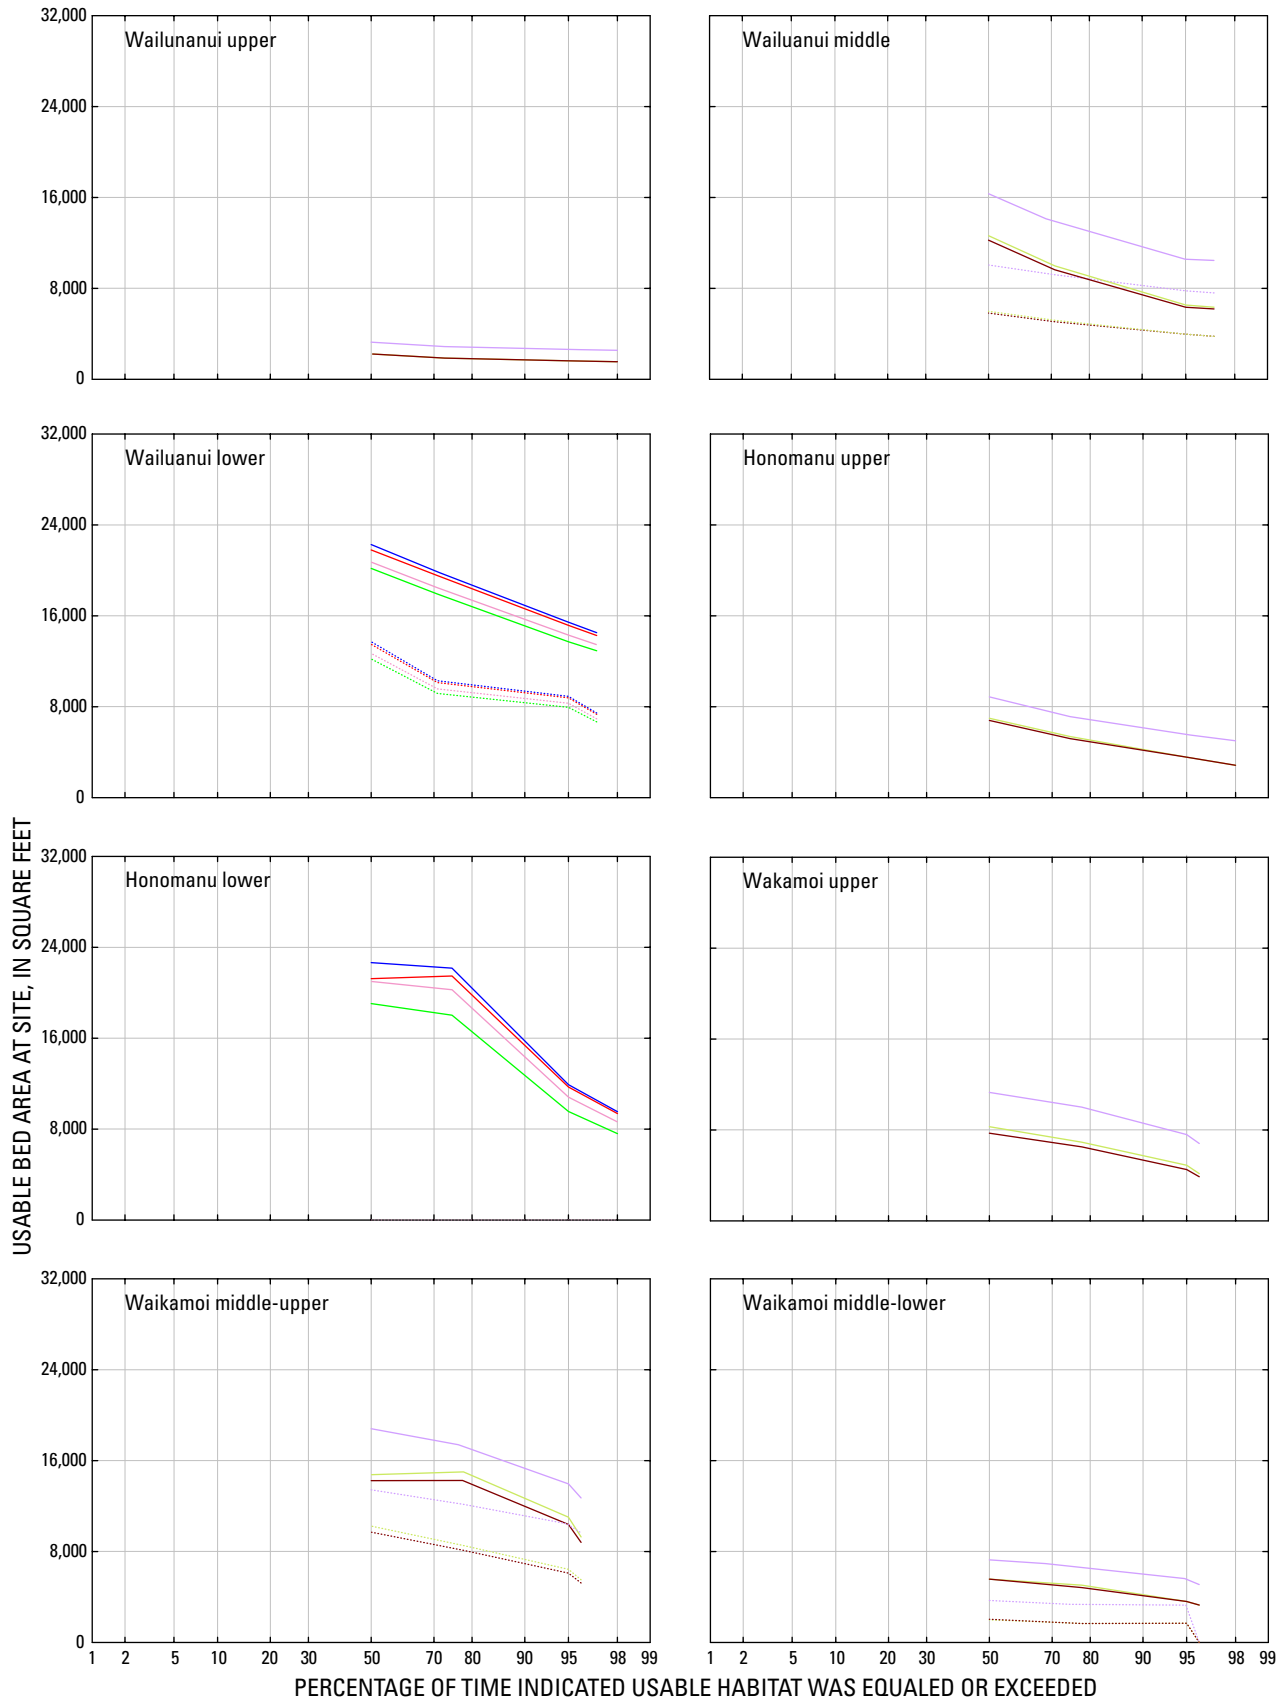 32,000
24,000
16,000
8,000
0
Wailunanui upper
Wailuanui middle
32,000
24,000
16,000
8,000
0
Wailuanui lower
Honomanu upper
32,000
24,000
16,000
8,000
0
Honomanu lower
Wakamoi upper
32,000
24,000
16,000
8,000
0
Waikamoi middle-upper
Waikamoi middle-lower
1 2 5 10 20 30 50 70 80 90 95 98 99
1 2 5 10 20 30 50 70 80 90 95 98 99
USABLE BED AREA AT SITE, IN SQUARE FEET
PERCENTAGE OF TIME INDICATED USABLE HABITAT WAS EQUALED OR EXCEEDED